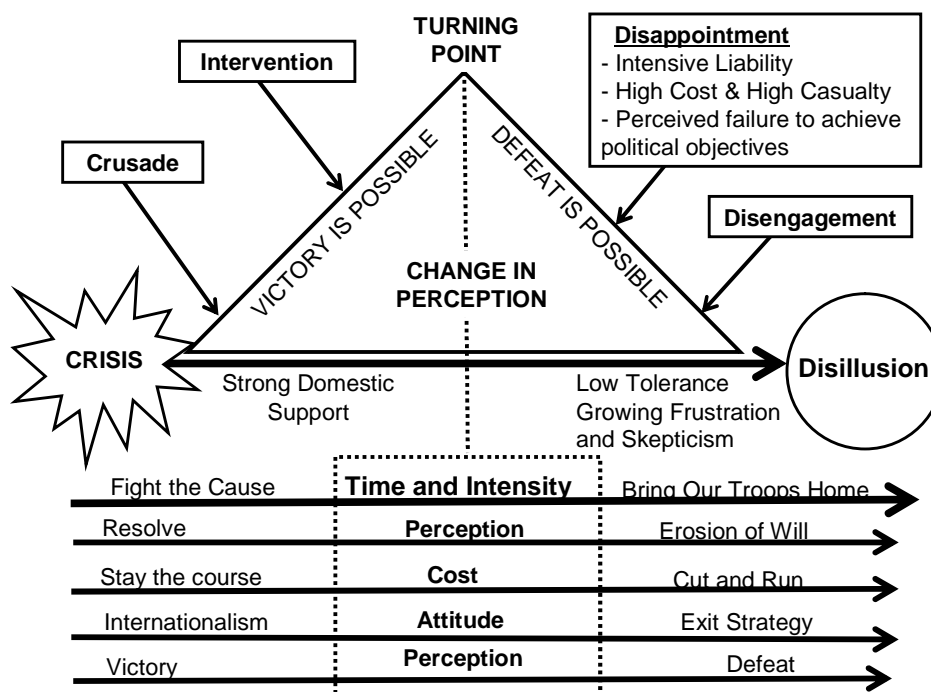 TURNING
POINT
Disappointment
- Intensive Liability
- High Cost & High Casualty
- Perceived failure to achieve
political objectives
Intervention
Crusade
Disengagement
VICTORY IS POSSIBLE
DEFEAT IS POSSIBLE
CHANGE IN
PERCEPTION
CRISIS
Disillusion
Strong Domestic
Support
Low Tolerance
Growing Frustration
and Skepticism
Fight the Cause
Time and Intensity
Bring Our Troops Home
Resolve
Perception
Erosion of Will
Stay the course
Cost
Cut and Run
Internationalism
Attitude
Exit Strategy
Victory
Perception
Defeat